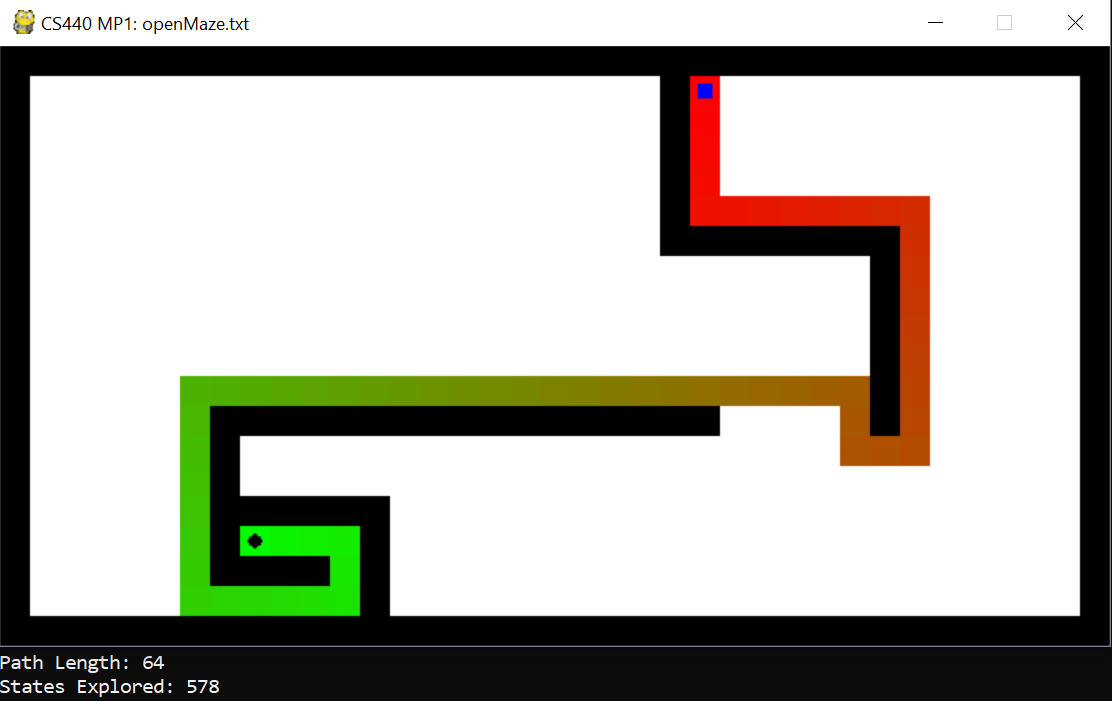 CS440 MP1: openMaze.txt
Path Length: 64
States Explored: 578